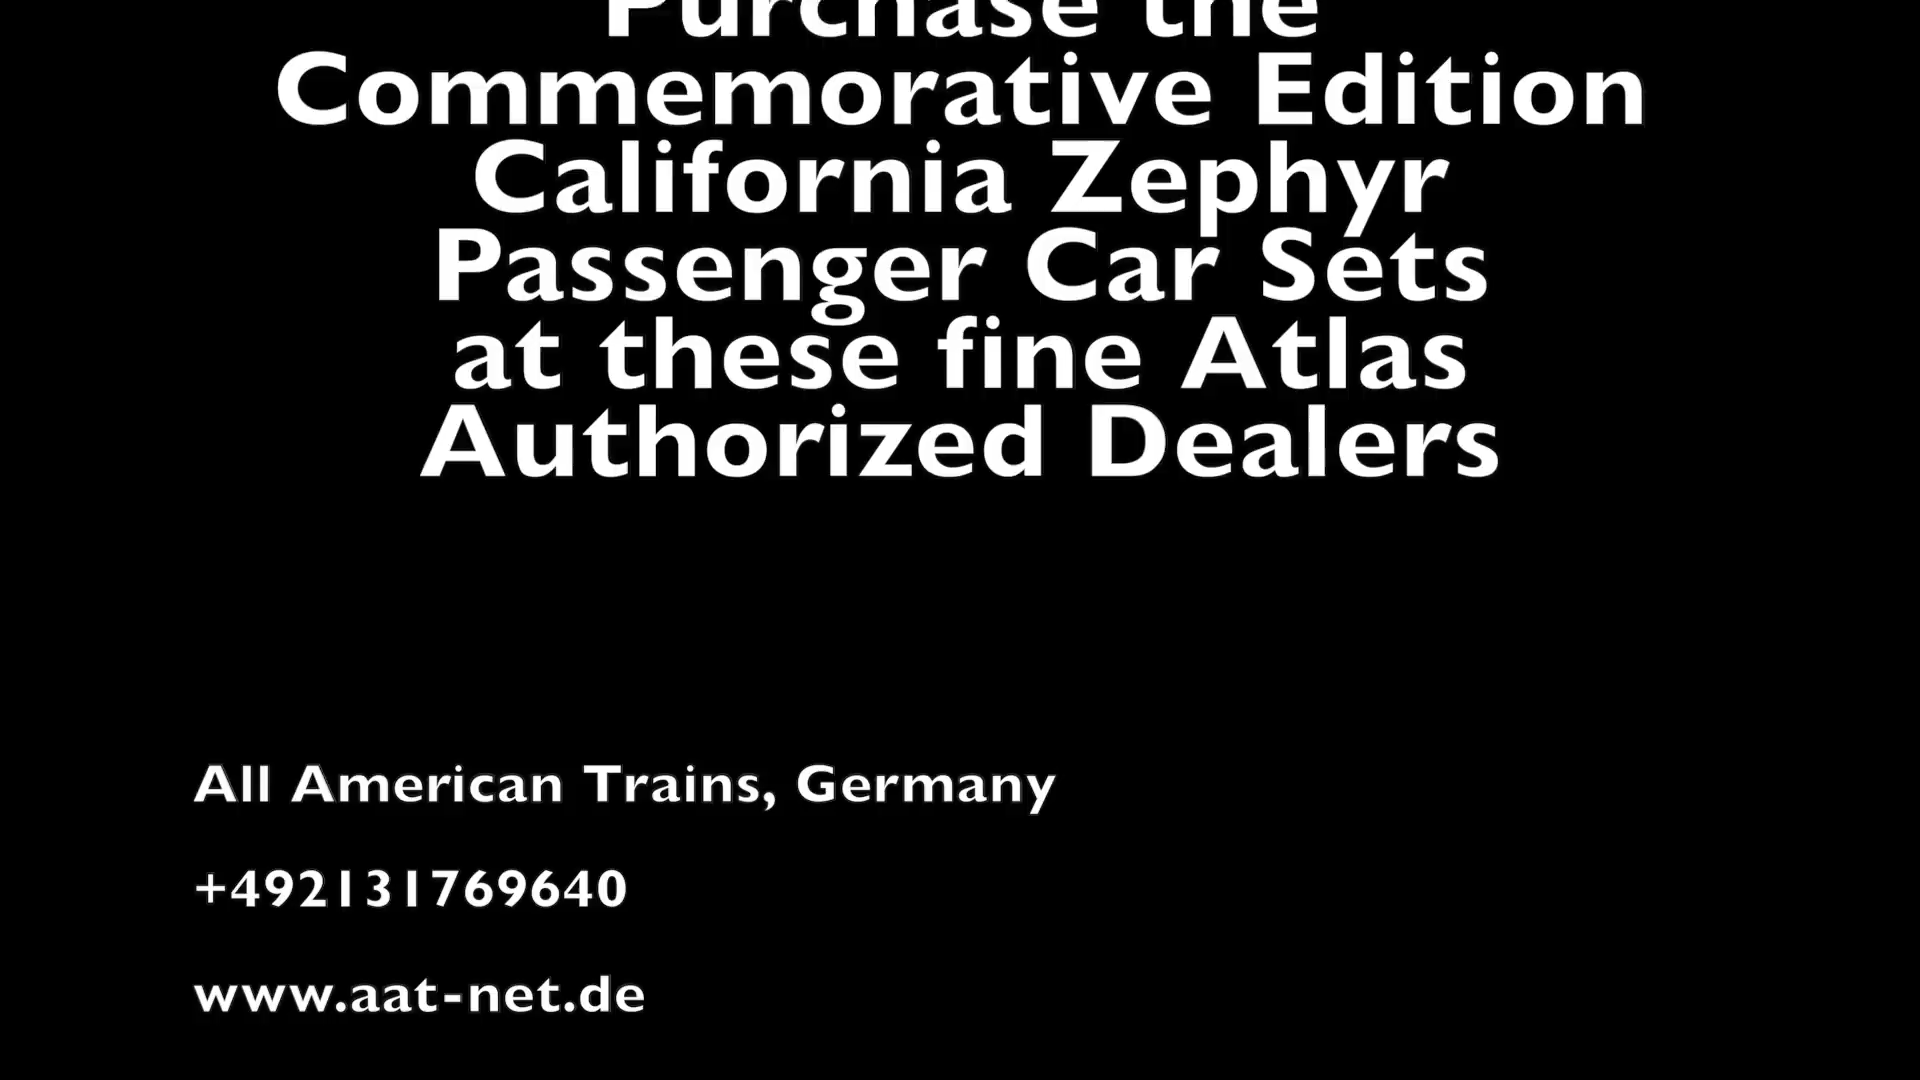 Purchase the
Commemorative Edition
California Zephyr
Passenger Car Sets
at these fine Atlas
Authorized Dealers
All American Trains, Germany
+492131769640
www.aat-net.de